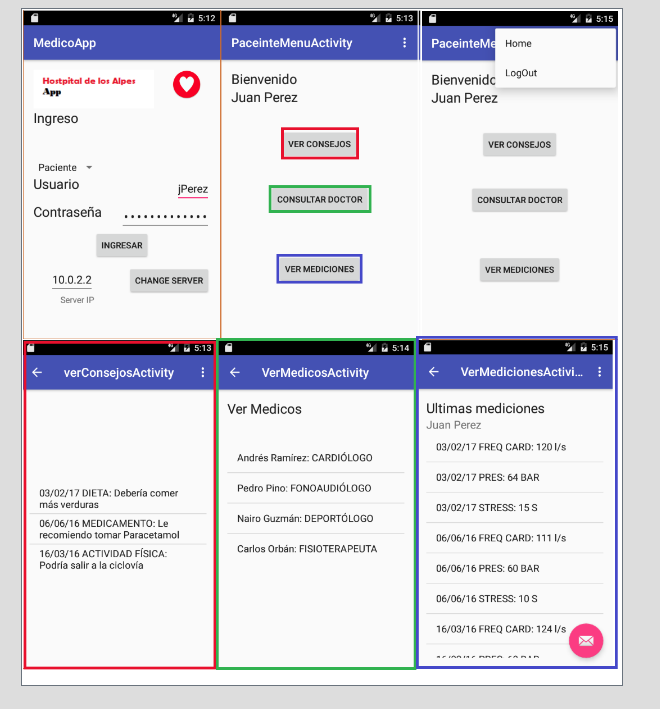 5:12
MedicoApp
Hostpital de los Alpes
App
Ingreso
Paciente
Usuario
jPerez
Contraseña
INGRESAR
10.0.2.2
CHANGE SERVER
Server IP
5:13
PaceinteMenuActivity
Bienvenido
Juan Perez
VER CONSEJOS
CONSULTAR DOCTOR
VER MEDICIONES
5:15
PaceinteMe
Home
LogOut
Bienvenido
Juan Perez
VER CONSEJOS
CONSULTAR DOCTOR
VER MEDICIONES
5:13
verConsejosActivity
03/02/17 DIETA: Debería comer
más verduras
06/06/16 MEDICAMENTO: Le
recomiendo tomar Paracetamol
16/03/16 ACTIVIDAD FÍSICA:
Podría salir a la ciclovía
5:14
VerMedicosActivity
Ver Medicos
Andrés Ramírez: CARDIÓLOGO
Pedro Pino: FONOAUDIÓLOGO
Nairo Guzmán: DEPORTÓLOGO
Carlos Orbán: FISIOTERAPEUTA
5:15
VerMedicionesActivi...
Ultimas mediciones
Juan Perez
03/02/17 FREQ CARD: 120 l/s
03/02/17 PRES: 64 BAR
03/02/17 STRESS: 15 S
06/06/16 FREQ CARD: 111 l/s
06/06/16 PRES: 60 BAR
06/06/16 STRESS: 10 S
16/03/16 FREQ CARD: 124 l/s